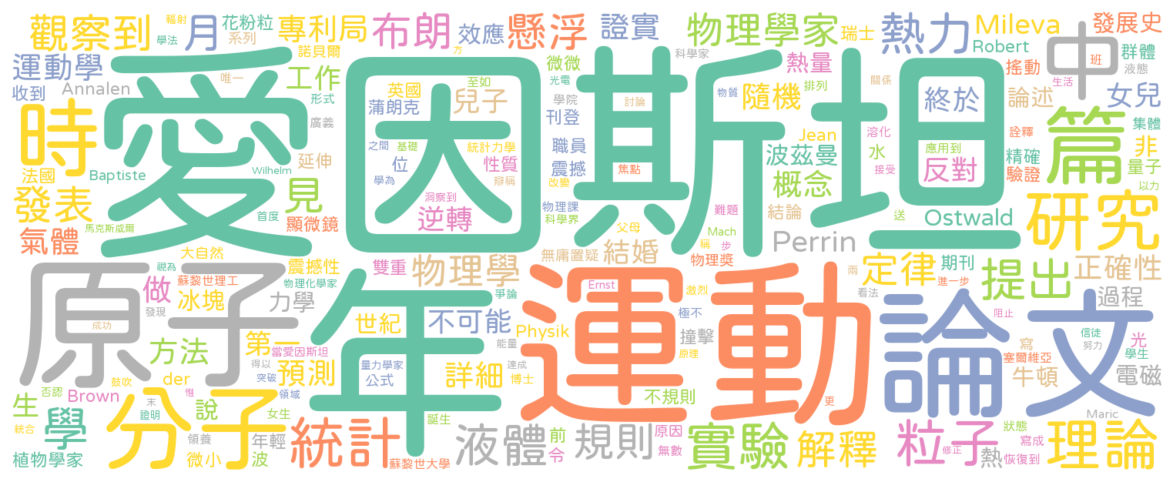 觀察到 月 花粉粒 輻射 學法 系列 專利局 諾貝爾 布朗 效應 懸浮 證實 物理學家 科學家 瑞士 熱力 Mileva Robert 中 班 發展史 群體 液態
運動學 收到 Annalen 唯一 工作 形式 方 英國 至如 蒲朗克 兒子 微微 光電 學院 刊登 討論 物質 熱量 排列 關係 隨機 搖動 終於 論述 生活 女兒 集體
時 法國 愛因斯坦 廣義 延伸 Wilhelm 之間 基礎 統計力學 位 性質 學為 職員 震撼 焦點 改變 Jean 波茲曼 溶化 水 接受 應用到 反對 詮釋 精確 驗證 非 量子 以力 篇
發表 Baptiste 首度 見 顯微鏡 洞察到 逆轉 辯稱 物理課 科學界 難題 概念 結論 送 Ostwald 研究
氣體 馬克斯威爾 大自然 震撼性 雙重 無庸置疑 父母 結婚 Mach 稱 步 物理獎 Perrin 兩 定律 期刊 進一步 提出 正確性
原子 視為 蘇黎世理工 做 發現 物理化學家 冰塊 力學 年 爭論 物理學 Ernst 激烈 運動 看法 論文 阻止 過程
成功 方法 得以 當愛因斯坦 第一 世紀 不可能 能量 Physik 極不 撞擊 原理 信徒 努力 寫 光 學生 塞爾維亞 牛頓 電磁
否認 鼓吹 突破 der 預測 領域 量力學家 公式 詳細 達成 博士 不規則 更
生 Brown 末 惟 證明 分子 說 女生 誕生 Maric
學 統合 植物學家 領養 微小 年輕 波 統計 蘇黎世大學 液體 前 令 規則 原因 無數 實驗 解釋 粒子 狀態 熱 寫成 恢復到 修正 理論